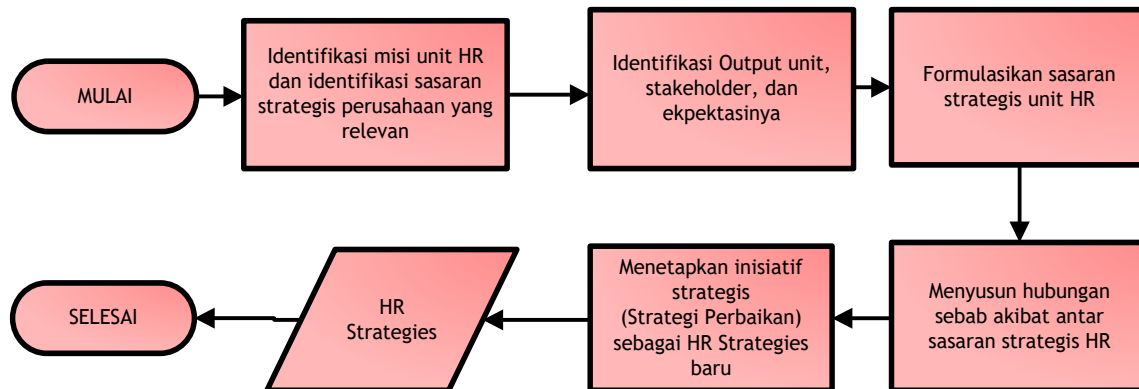 MULAI
Identifikasi misi unit HR
dan identifikasi sasaran
strategis perusahaan yang
relevan
Identifikasi Output unit,
stakeholder, dan
ekpektasinya
Formulasikan sasaran
strategis unit HR
Menyusun hubungan
sebab akibat antar
sasaran strategis HR
Menetapkan inisiatif
strategis
(Strategi Perbaikan)
sebagai HR Strategies
baru
HR
Strategies
SELESAI